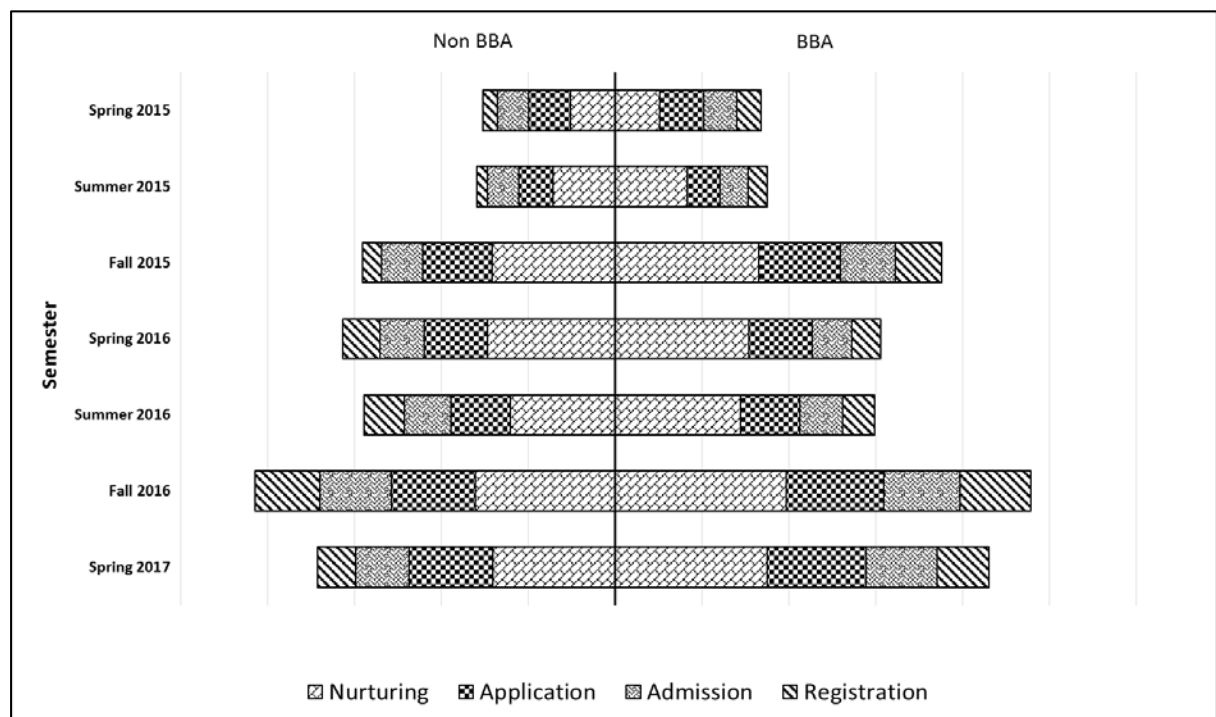 Non BBA
BBA
Spring 2015
Summer 2015
Fall 2015
Spring 2016
Summer 2016
Fall 2016
Spring 2017
Semester
Nurturing
Application
Admission
Registration